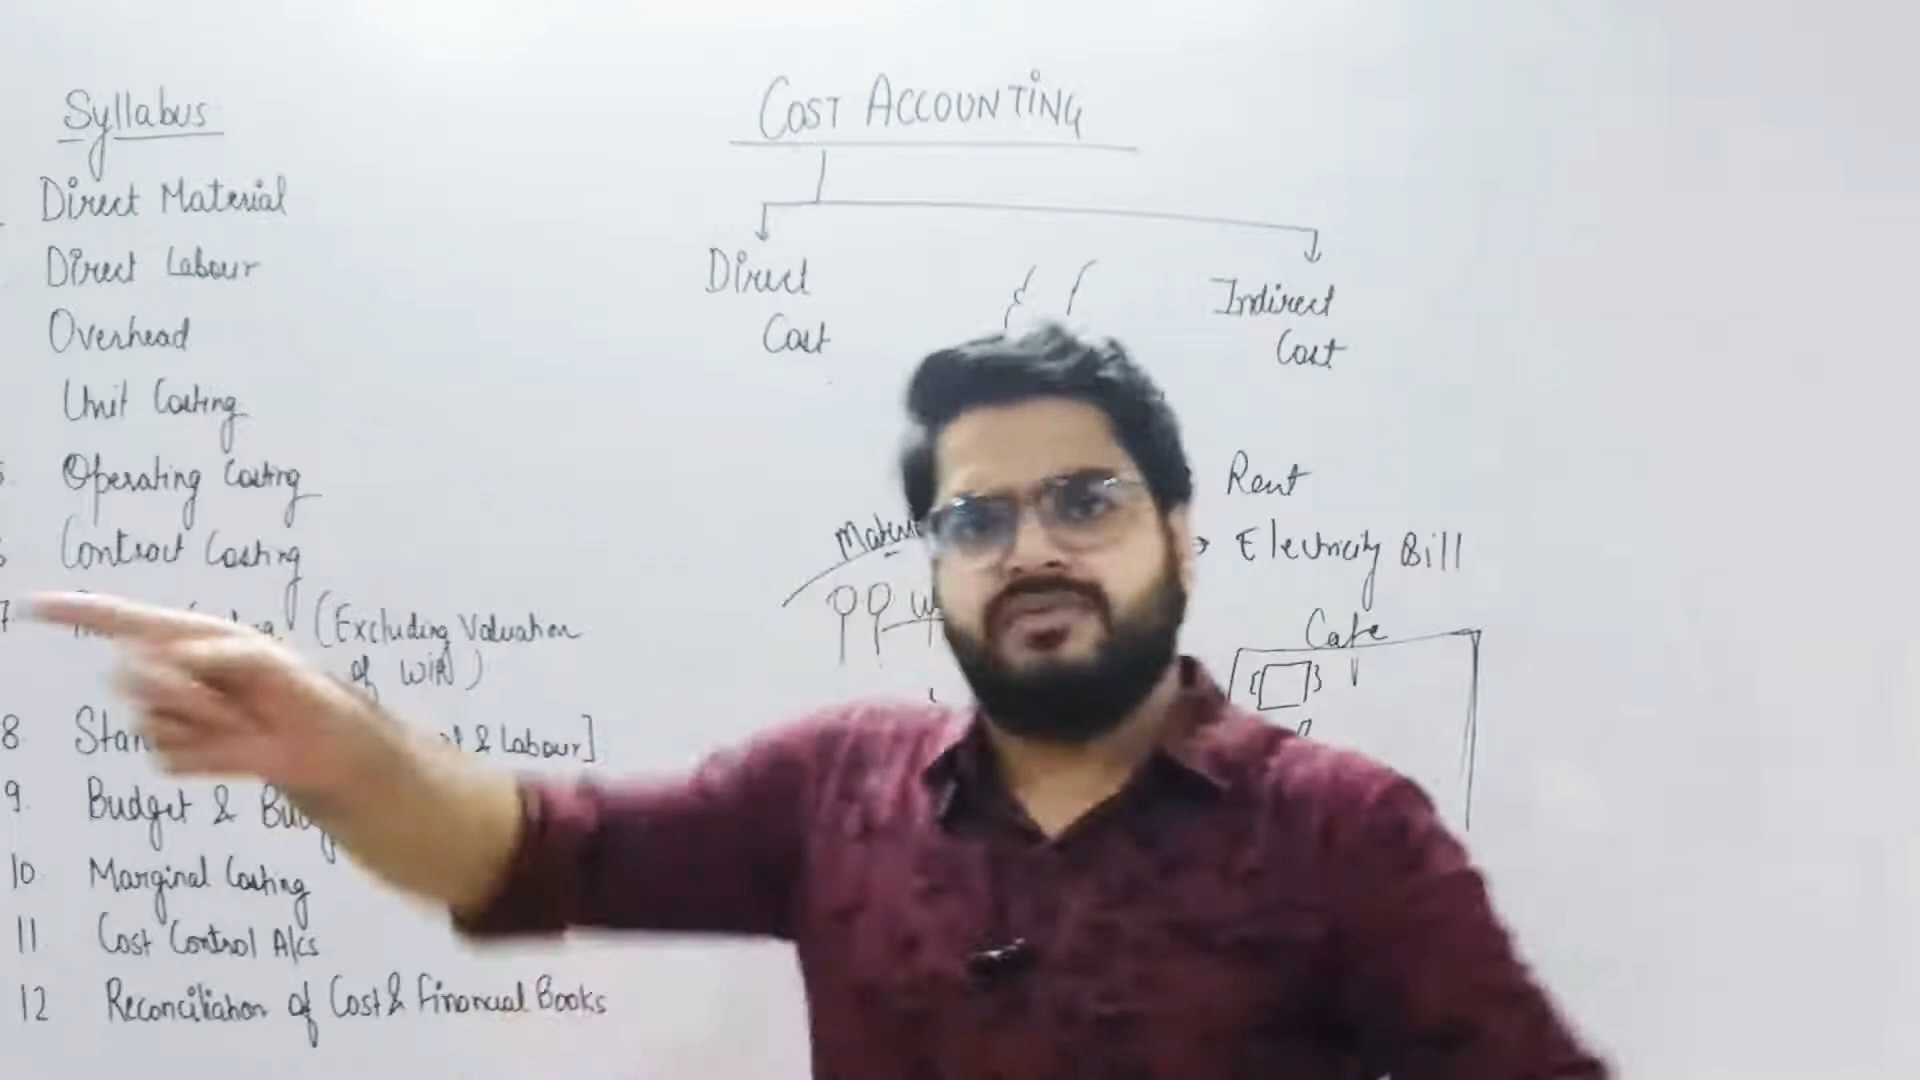 Syllabus
Direct Material
Direct Labour
Overhead
Unit Costing
Operating Costing
6 Contract Costing
7 (Excluding Valuation
of WIP)
8 & Labour]
9. Budget &
10 Marginal Costing
11 Cost Control A/cs
12 Reconciliation of Cost & Financial Books
COST ACCOUNTING
Direct
Cost
Indirect
Cost
Rent
Electricity Bill
Cafe